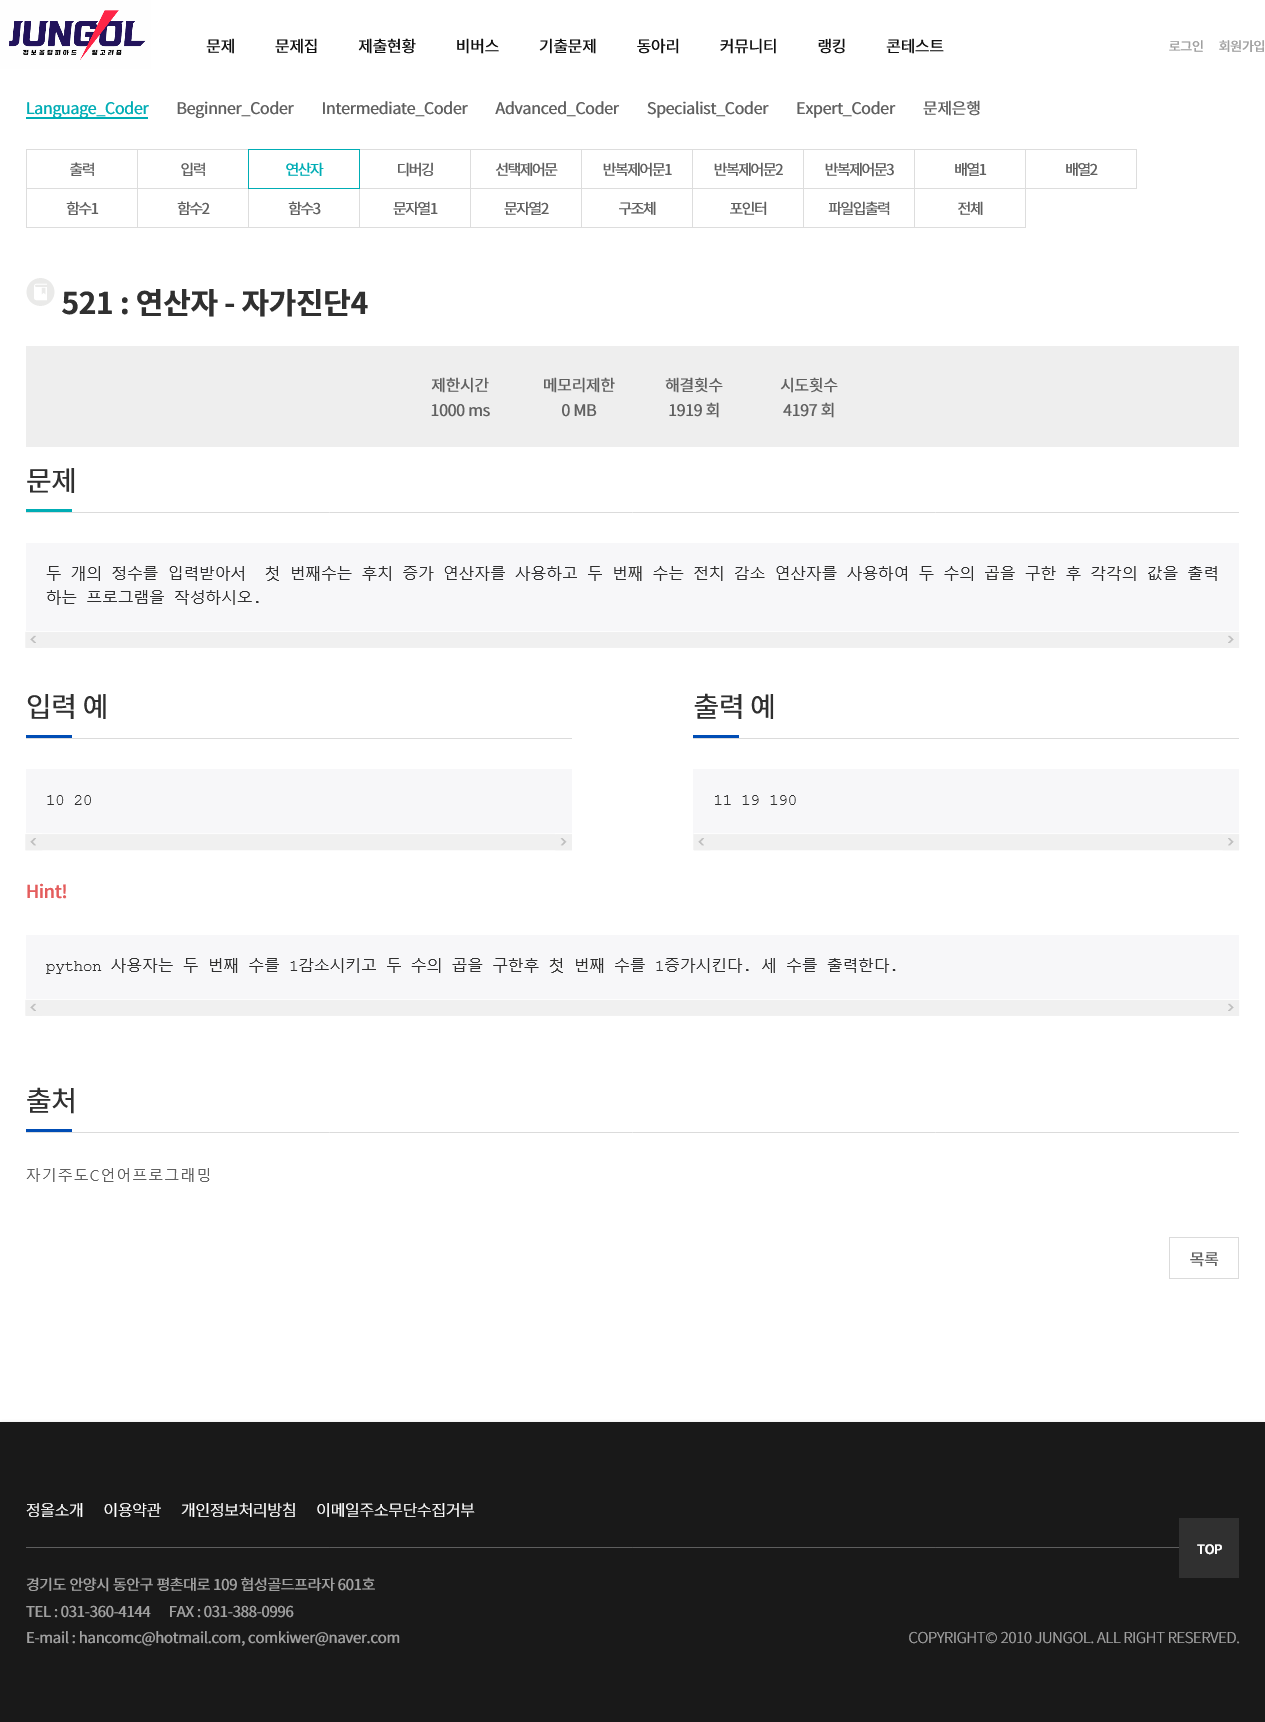 JUNGOL
정보올림피아드 알고리즘
문제 문제집 제출현황 비버스 기출문제 동아리 커뮤니티 랭킹 콘테스트 로그인 회원가입
Language_Coder Beginner_Coder Intermediate_Coder Advanced_Coder Specialist_Coder Expert_Coder 문제은행
출력 입력 연산자 디버깅 선택제어문 반복제어문1 반복제어문2 반복제어문3 배열1 배열2
함수1 함수2 함수3 문자열1 문자열2 구조체 포인터 파일입출력 전체
521 : 연산자 - 자가진단4
제한시간 메모리제한 해결횟수 시도횟수
1000 ms 0 MB 1919 회 4197 회
문제
두 개의 정수를 입력받아서 첫 번째수는 후치 증가 연산자를 사용하고 두 번째 수는 전치 감소 연산자를 사용하여 두 수의 곱을 구한 후 각각의 값을 출력
하는 프로그램을 작성하시오.
입력 예
10 20
출력 예
11 19 190
Hint!
python 사용자는 두 번째 수를 1감소시키고 두 수의 곱을 구한후 첫 번째 수를 1증가시킨다. 세 수를 출력한다.
출처
자기주도C언어프로그래밍
목록
정올소개 이용약관 개인정보처리방침 이메일주소무단수집거부
TOP
경기도 안양시 동안구 평촌대로 109 협성골드프라자 601호
TEL : 031-360-4144 FAX : 031-388-0996
E-mail : hancomc@hotmail.com, comkiwer@naver.com
COPYRIGHT© 2010 JUNGOL. ALL RIGHT RESERVED.